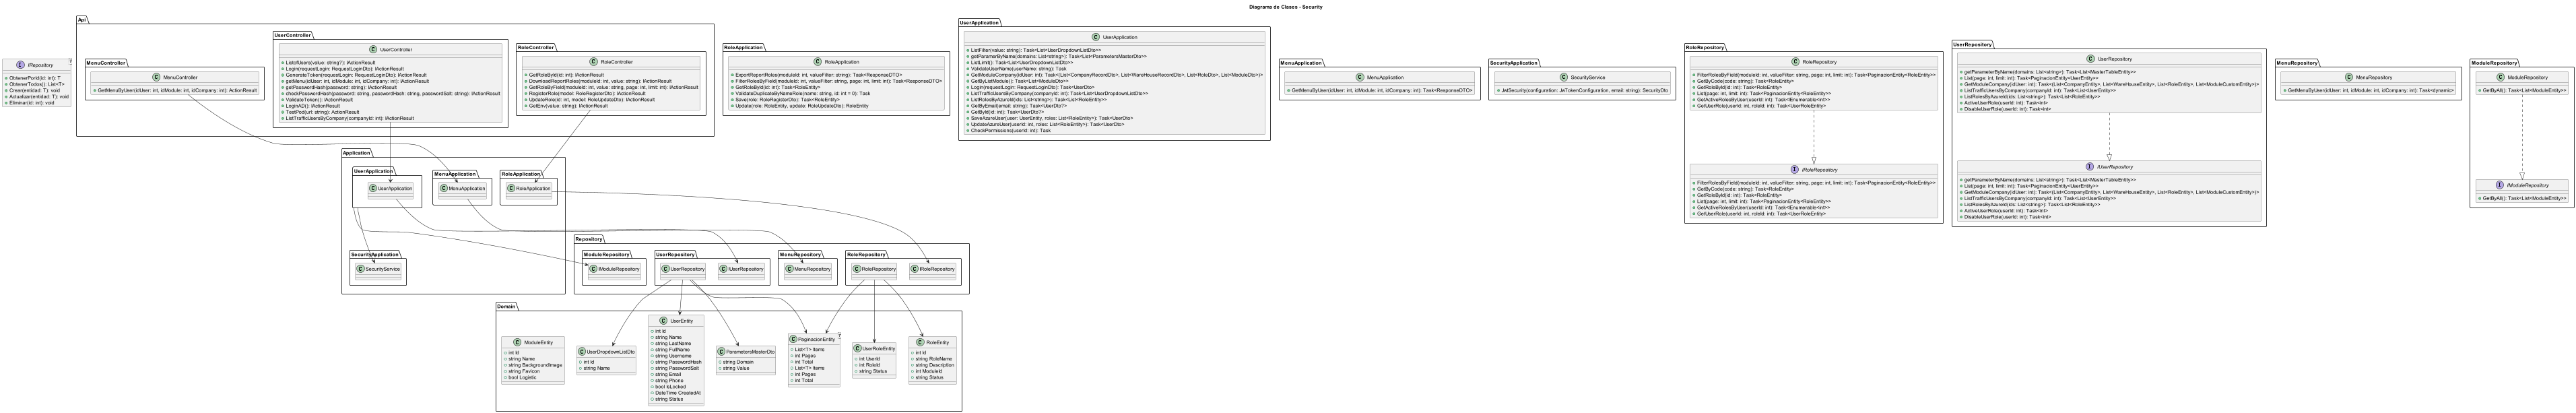 Diagrama de Clases - Security
Api
UserApplication
UserController
RoleController
RoleApplication
UserApplication
C UserController
C RoleController
C RoleApplication
ListofUsers(value: string?): IActionResult
Login(requestLogin: RequestLoginDto): IActionResult
GenerateToken(requestLogin: RequestLoginDto): IActionResult
getMenu(idUser: int, idModule: int, idCompany: int): IActionResult
getPasswordHash(password: string): IActionResult
checkPasswordHash(password: string, passwordHash: string, passwordSalt: string): IActionResult
ValidateToken(): IActionResult
LoginAD(): IActionResult
TestPod(url: string): ActionResult
ListTrafficUsersByCompany(companyId: int): IActionResult
GetRoleById(id: int): IActionResult
DownloadReportRoles(moduleId: int, value: string): IActionResult
GetRolesByField(moduleId: int, value: string, page: int, limit: int): IActionResult
RegisterRole(model: RoleRegisterDto): IActionResult
UpdateRole(id: int, model: RoleUpdateDto): IActionResult
GetEnv(value: string): IActionResult
ExportReportRoles(moduleId: int, valueFilter: string): Task<ResponseDTO>
FilterRolesByField(moduleId: int, valueFilter: string, page: int, limit: int): Task<ResponseDTO>
GetRoleById(id: int): Task<RoleEntity>
ValidateDuplicateByNameRole(name: string, id: int = 0): Task
Save(role: RoleRegisterDto): Task<RoleEntity>
Update(role: RoleEntity, update: RoleUpdateDto): RoleEntity
ListFilter(value: string): Task<List<UserDropdownListDto>>
getParamerByName(domains: List<string>): Task<List<ParametersMasterDto>>
ListLimit(): Task<List<UserDropdownListDto>>
ValidateUserName(userName: string): Task
GetModuleCompany(idUser: int): Task<(List<CompanyRecordDto>, List<WareHouseRecordDto>, List<RoleDto>, List<ModuleDto>)>
GetByListModule(): Task<List<ModuleDto>>
Login(requestLogin: RequestLoginDto): Task<UserDto>
ListTrafficUsersByCompany(companyId: int): Task<List<UserDropdownListDto>>
ListRolesByAzureId(ids: List<string>): Task<List<RoleEntity>>
GetByEmail(email: string): Task<UserDto?>
GetById(id: int): Task<UserDto?>
SaveAzureUser(user: UserEntity, roles: List<RoleEntity>): Task<UserDto>
UpdateAzureUser(userId: int, roles: List<RoleEntity>): Task<UserDto>
CheckPermissions(userId: int): Task
I IRepository
T
ObtenerPorId(id: int): T
ObtenerTodos(): List<T>
Crear(entidad: T): void
Actualizar(entidad: T): void
Eliminar(id: int): void
MenuController
C MenuController
GetMenuByUser(idUser: int, idModule: int, idCompany: int): ActionResult
MenuApplication
C MenuApplication
GetMenuByUser(idUser: int, idModule: int, idCompany: int): Task<ResponseDTO>
SecurityApplication
C SecurityService
JwtSecurity(configuration: JwTokenConfiguration, email: string): SecurityDto
RoleRepository
C RoleRepository
FilterRolesByField(moduleId: int, valueFilter: string, page: int, limit: int): Task<PaginacionEntity<RoleEntity>>
GetByCode(code: string): Task<RoleEntity>
GetRoleById(id: int): Task<RoleEntity>
List(page: int, limit: int): Task<PaginacionEntity<RoleEntity>>
GetActiveRolesByUser(userId: int): Task<IEnumerable<int>>
GetUserRole(userId: int, roleId: int): Task<UserRoleEntity>
I IRoleRepository
FilterRolesByField(moduleId: int, valueFilter: string, page: int, limit: int): Task<PaginacionEntity<RoleEntity>>
GetByCode(code: string): Task<RoleEntity>
GetRoleById(id: int): Task<RoleEntity>
List(page: int, limit: int): Task<PaginacionEntity<RoleEntity>>
GetActiveRolesByUser(userId: int): Task<IEnumerable<int>>
GetUserRole(userId: int, roleId: int): Task<UserRoleEntity>
UserRepository
C UserRepository
getParameterByName(domains: List<string>): Task<List<MasterTableEntity>>
List(page: int, limit: int): Task<PaginacionEntity<UserEntity>>
GetModuleCompany(idUser: int): Task<(List<CompanyEntity>, List<WareHouseEntity>, List<RoleEntity>, List<ModuleCustomEntity>)>
ListTrafficUsersByCompany(companyId: int): Task<List<UserEntity>>
ListRolesByAzureId(ids: List<string>): Task<List<RoleEntity>>
ActiveUserRole(userId: int): Task<int>
DisableUserRole(userId: int): Task<int>
I IUserRepository
getParameterByName(domains: List<string>): Task<List<MasterTableEntity>>
List(page: int, limit: int): Task<PaginacionEntity<UserEntity>>
GetModuleCompany(idUser: int): Task<(List<CompanyEntity>, List<WareHouseEntity>, List<RoleEntity>, List<ModuleCustomEntity>)>
ListTrafficUsersByCompany(companyId: int): Task<List<UserEntity>>
ListRolesByAzureId(ids: List<string>): Task<List<RoleEntity>>
ActiveUserRole(userId: int): Task<int>
DisableUserRole(userId: int): Task<int>
MenuRepository
C MenuRepository
GetMenuByUser(idUser: int, idModule: int, idCompany: int): Task<dynamic>
ModuleRepository
C ModuleRepository
GetByAll(): Task<List<ModuleEntity>>
I IModuleRepository
GetByAll(): Task<List<ModuleEntity>>
Application
UserApplication
C UserApplication
MenuApplication
C MenuApplication
RoleApplication
C RoleApplication
SecurityApplication
C SecurityService
Repository
ModuleRepository
C IModuleRepository
UserRepository
C UserRepository
C IUserRepository
MenuRepository
C MenuRepository
RoleRepository
C RoleRepository
C IRoleRepository
Domain
C ModuleEntity
int Id
string Name
string BackgroundImage
string Favicon
bool Logistic
C UserDropdownListDto
int Id
string Name
C UserEntity
int Id
string Name
string LastName
string FullName
string Username
string PasswordHash
string PasswordSalt
string Email
string Phone
bool IsLocked
DateTime CreatedAt
string Status
C ParametersMasterDto
string Domain
string Value
C PaginacionEntity
T
List<T> Items
int Pages
int Total
List<T> Items
int Pages
int Total
C UserRoleEntity
int UserId
int RoleId
string Status
C RoleEntity
int Id
string RoleName
string Description
int ModuleId
string Status